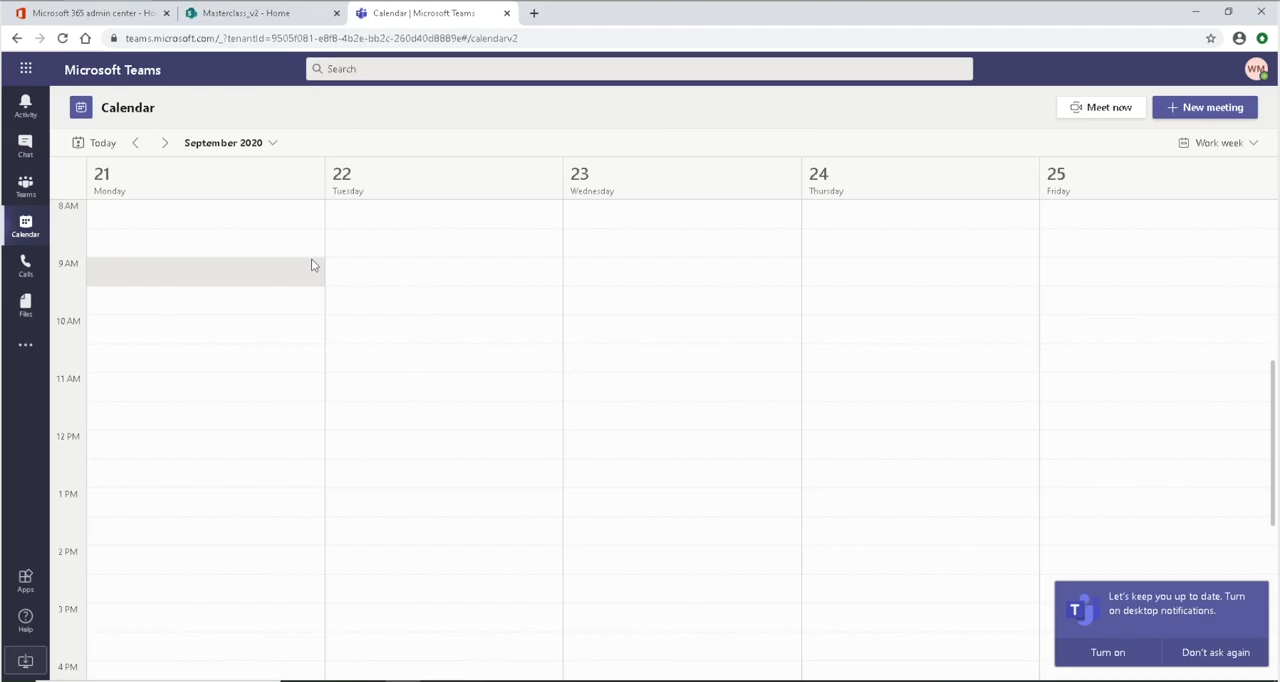 Microsoft 365 admin center - Ho
Masterclass_v2 - Home
Calendar | Microsoft Teams
teams.microsoft.com/_?tenantId=9505f081-e8f8-4b2e-bb2c-260d40d8889e#/calendarv2
Microsoft Teams
Search
WM
Activity
Calendar
Meet now
New meeting
Chat
Today
September 2020
Work week
Teams
21
22
23
24
25
Monday
Tuesday
Wednesday
Thursday
Friday
8 AM
Calendar
Calls
9 AM
Files
10 AM
11 AM
12 PM
1 PM
2 PM
Apps
Let's keep you up to date. Turn
on desktop notifications.
3 PM
Help
T
Turn on
Don't ask again
4 PM